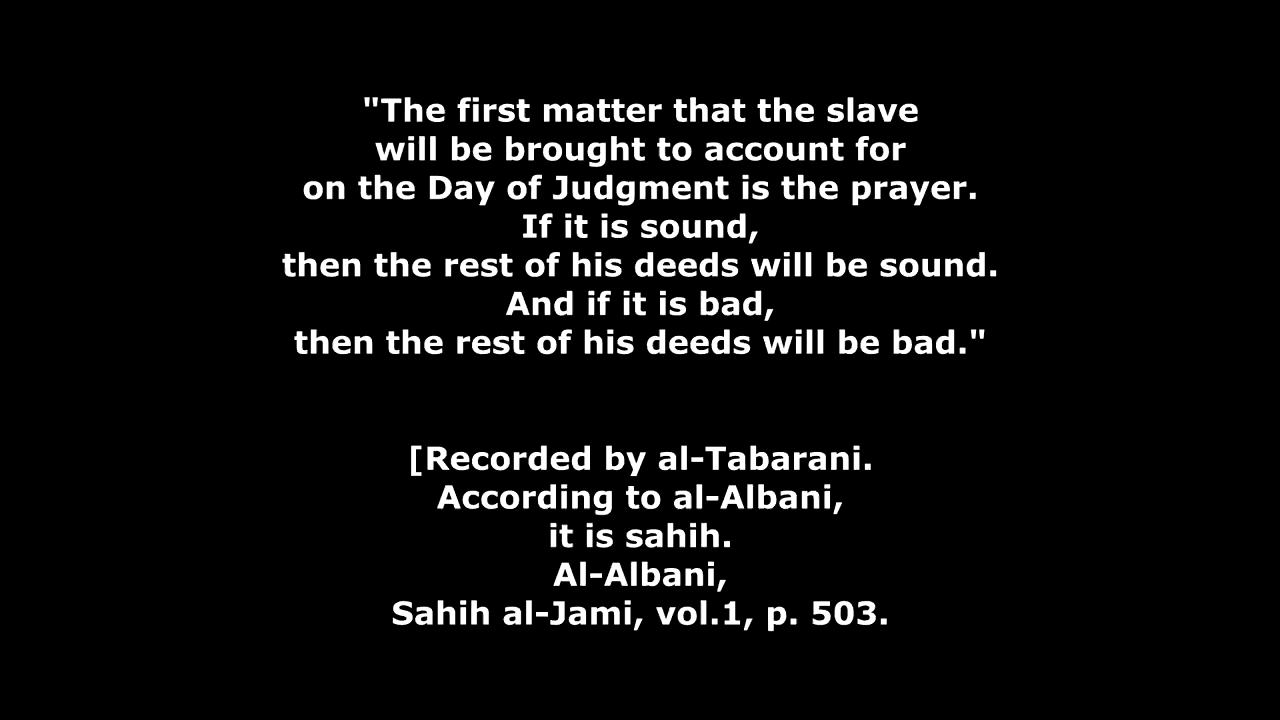 "The first matter that the slave
will be brought to account for
on the Day of Judgment is the prayer.
If it is sound,
then the rest of his deeds will be sound.
And if it is bad,
then the rest of his deeds will be bad."
[Recorded by al-Tabarani.
According to al-Albani,
it is sahih.
Al-Albani,
Sahih al-Jami, vol.1, p. 503.